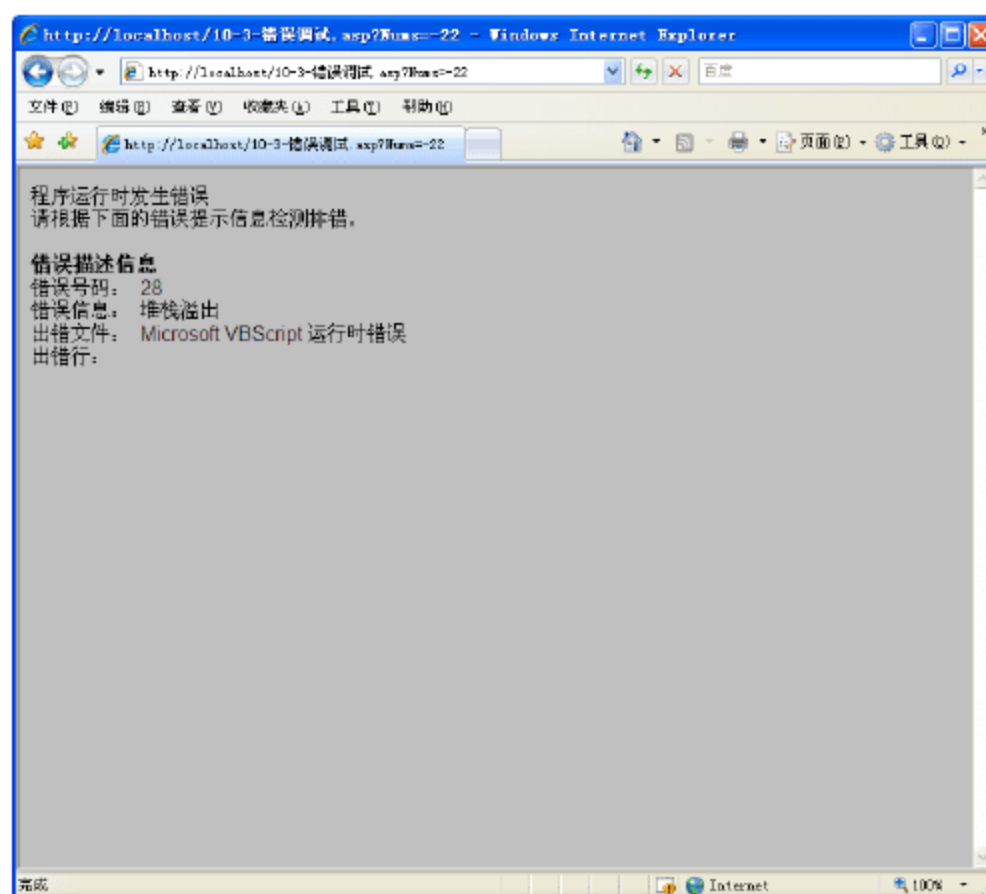 http://localhost/10-3-错误调试.asp?Nums=-22 - Windows Internet Explorer
http://localhost/10-3-错误调试.asp?Nums=-22
百度
文件(F) 编辑(E) 查看(V) 收藏夹(A) 工具(T) 帮助(H)
http://localhost/10-3-错误调试.asp?Nums=-22
页面(P) 工具(O)
程序运行时发生错误
请根据下面的错误提示信息检测排错。
错误描述信息
错误号码： 28
错误信息： 堆栈溢出
出错文件： Microsoft VBScript 运行时错误
出错行：
完成 Internet 100%